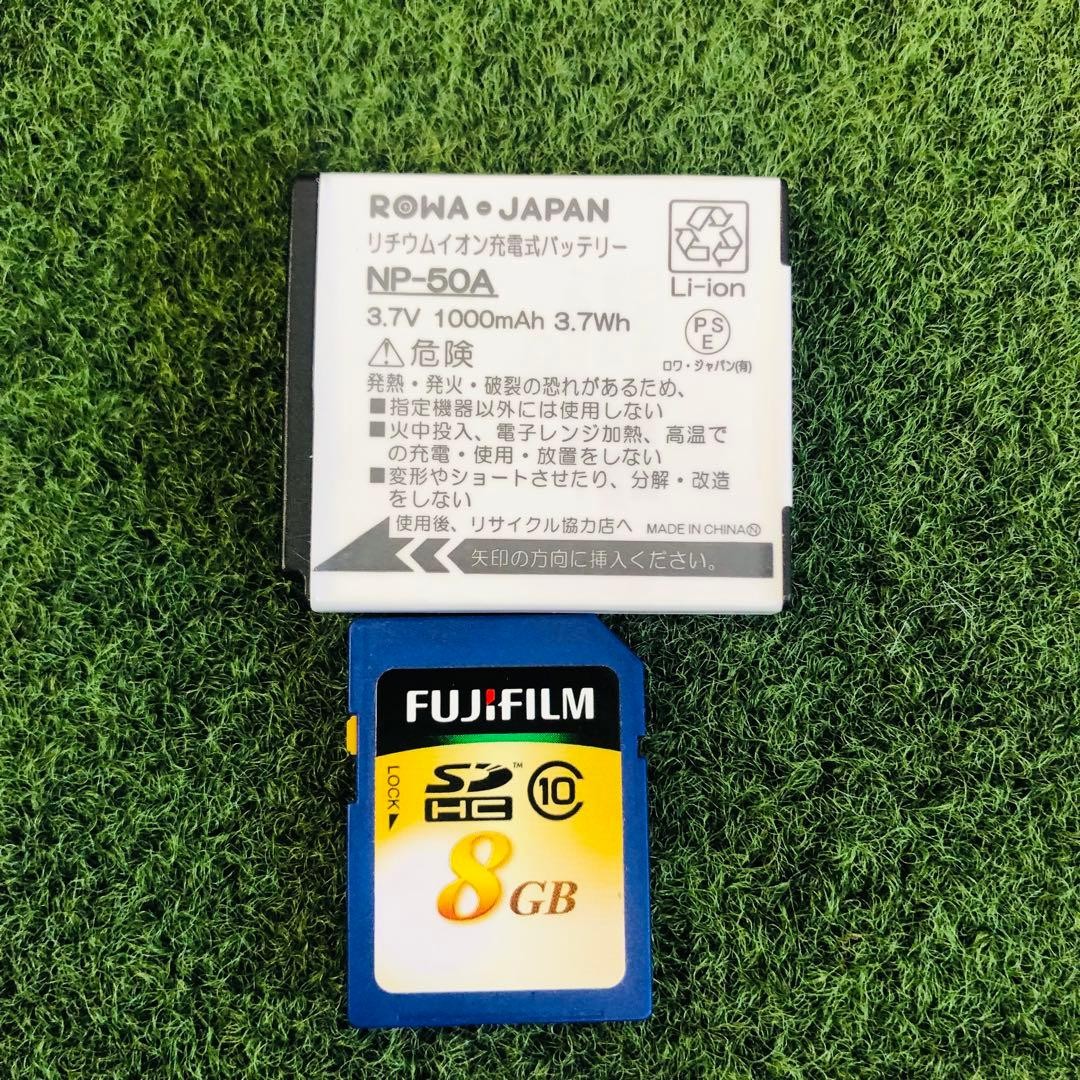 ROWA・JAPAN
リチウムイオン充電式バッテリー
NP-50A
3.7V 1000mAh 3.7Wh
Li-ion
PSE
ロワ・ジャパン(有)
⚠危険
発熱・発火・破裂の恐れがあるため、
■指定機器以外には使用しない
■火中投入、電子レンジ加熱、高温で
の充電・使用・放置をしない
■変形やショートさせたり、分解・改造
をしない
使用後、リサイクル協力店へ MADE IN CHINA Ⓝ
矢印の方向に挿入ください。
FUJIFILM
LOCK
SD HC ™ 10
8GB